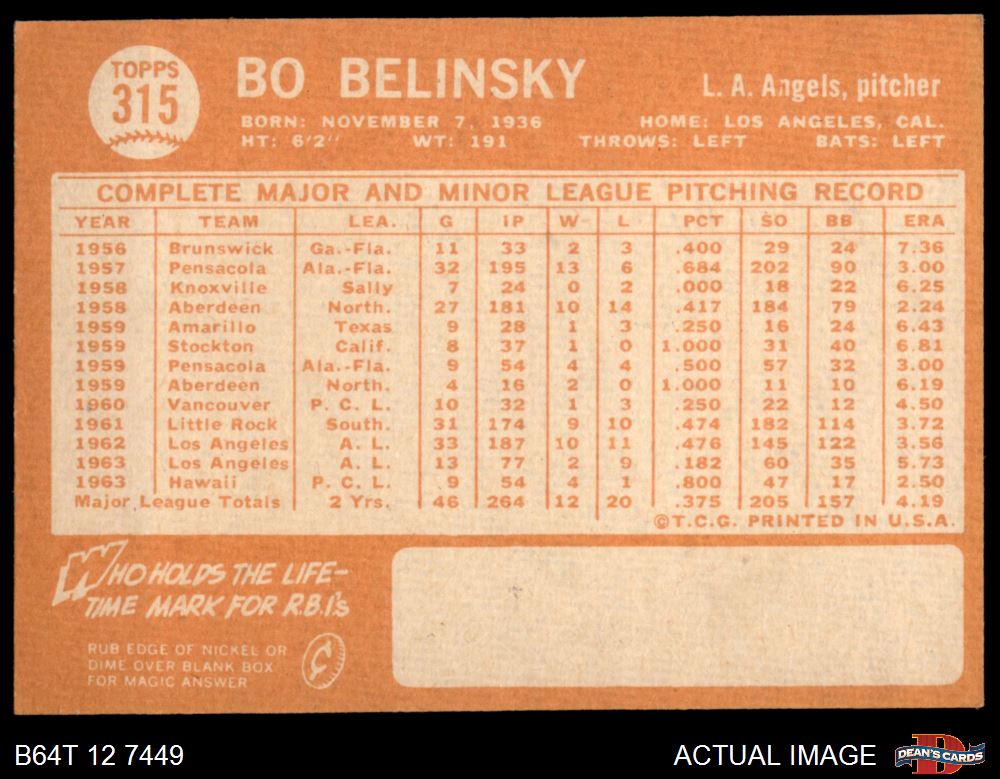 TOPPS
315
BO BELINSKY
L. A. Angels, pitcher
BORN: NOVEMBER 7, 1936
HOME: LOS ANGELES, CAL.
HT: 6'2" WT: 191 THROWS: LEFT BATS: LEFT
COMPLETE MAJOR AND MINOR LEAGUE PITCHING RECORD
YEAR TEAM LEA. G IP W L PCT SO BB ERA
1956 Brunswick Ga.-Fla. 11 33 2 3 .400 29 24 7.36
1957 Pensacola Ala.-Fla. 32 195 13 6 .684 202 90 3.00
1958 Knoxville Sally 7 24 0 2 .000 18 22 6.25
1958 Aberdeen North. 27 181 10 14 .417 184 79 2.24
1959 Amarillo Texas 9 28 1 3 .250 16 24 6.43
1959 Stockton Calif. 8 37 1 0 1.000 31 40 6.81
1959 Pensacola Ala.-Fla. 9 54 4 4 .500 57 32 3.00
1959 Aberdeen North. 4 16 2 0 1.000 11 10 6.19
1960 Vancouver P. C. L. 10 32 1 3 .250 22 12 4.50
1961 Little Rock South. 31 174 9 10 .474 182 114 3.72
1962 Los Angeles A. L. 33 187 10 11 .476 145 122 3.56
1963 Los Angeles A. L. 13 77 2 9 .182 60 35 5.73
1963 Hawaii P. C. L. 9 54 4 1 .800 47 17 2.50
Major League Totals 2 Yrs. 46 264 12 20 .375 205 157 4.19
©T.C.G. PRINTED IN U.S.A.
WHO HOLDS THE LIFE-
TIME MARK FOR R.B.I's
RUB EDGE OF NICKEL OR
DIME OVER BLANK BOX
FOR MAGIC ANSWER
¢
B64T 12 7449
ACTUAL IMAGE
DEAN'S CARDS